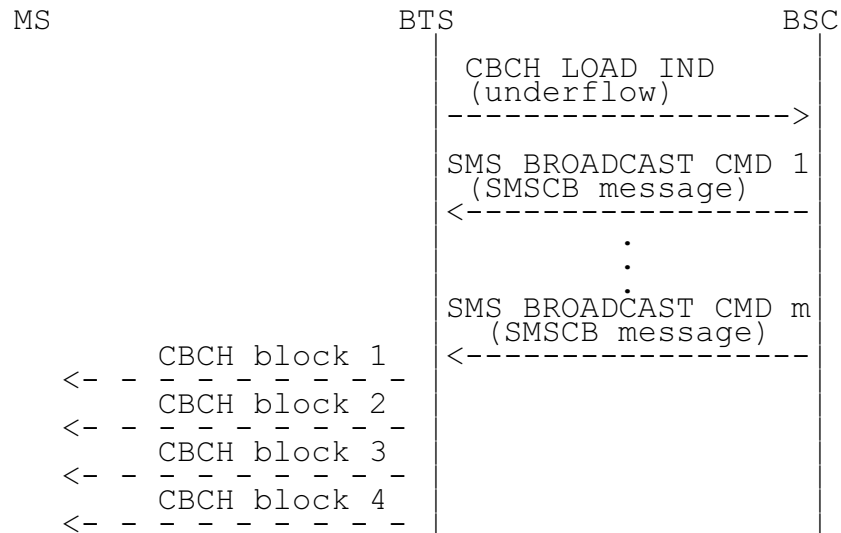 MS BTS BSC
CBCH LOAD IND
(underflow)
------------------>
SMS BROADCAST CMD 1
(SMSCB message)
<------------------
.
.
.
SMS BROADCAST CMD m
(SMSCB message)
CBCH block 1 <------------------
<- - - - - - - -
CBCH block 2
<- - - - - - - -
CBCH block 3
<- - - - - - - -
CBCH block 4
<- - - - - - - -